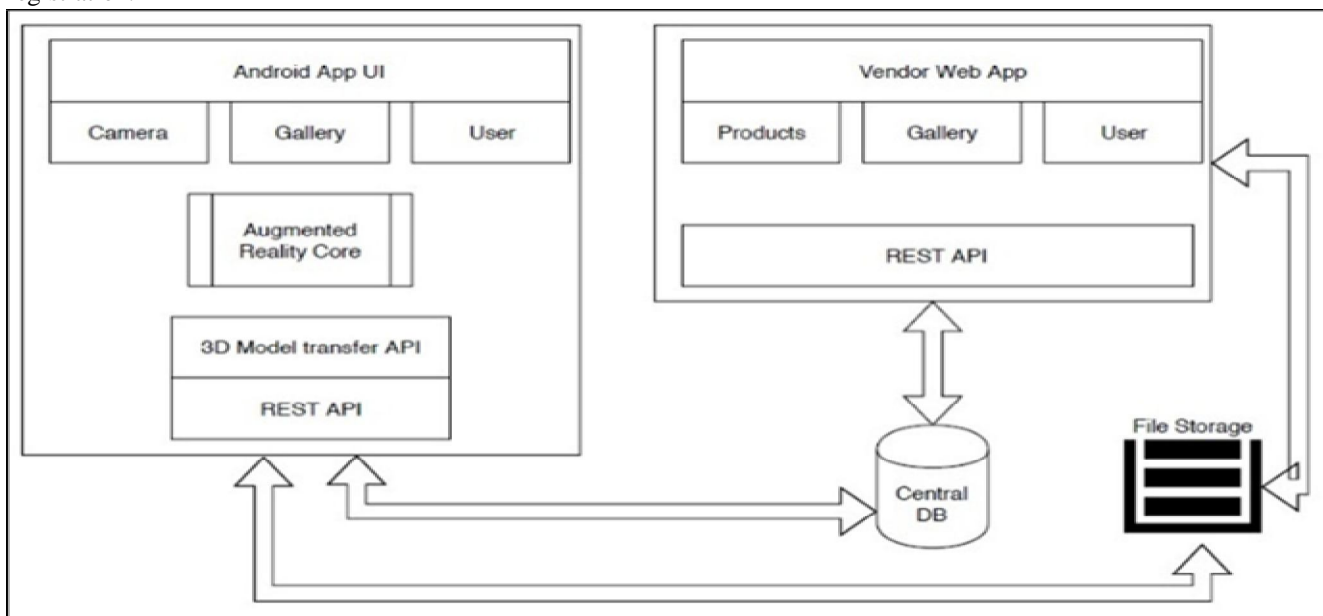 Android App UI
Camera
Gallery
User
Augmented
Reality Core
3D Model transfer API
REST API
Vendor Web App
Products
Gallery
User
REST API
Central
DB
File Storage